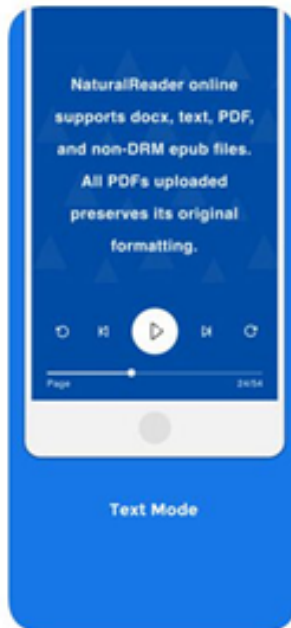 NaturalReader online
supports docx, text, PDF,
and non-DRM epub files.
All PDFs uploaded
preserves its original
formatting.
Page 24/54
Text Mode